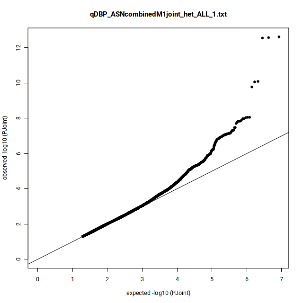 qDBP_ASNcombinedM1joint_het_ALL_1.txt
observed -log10 (PJoint)
12
10
8
6
4
2
0
0 1 2 3 4 5 6 7
expected -log10 (PJoint)